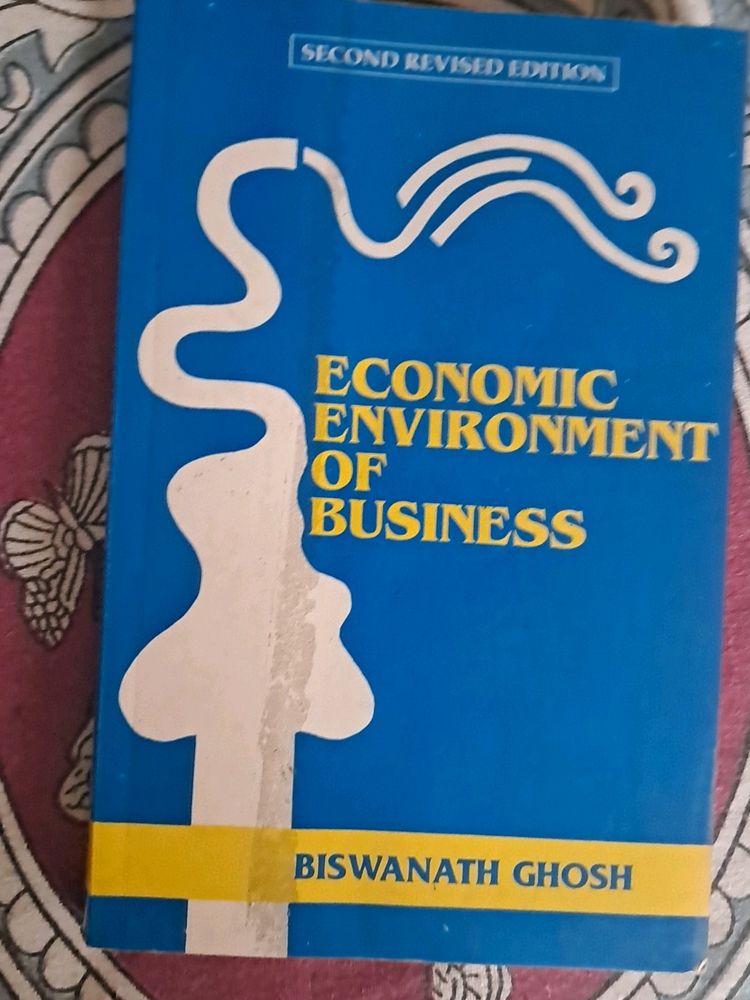 SECOND REVISED EDITION
ECONOMIC
ENVIRONMENT
OF
BUSINESS
BISWANATH GHOSH